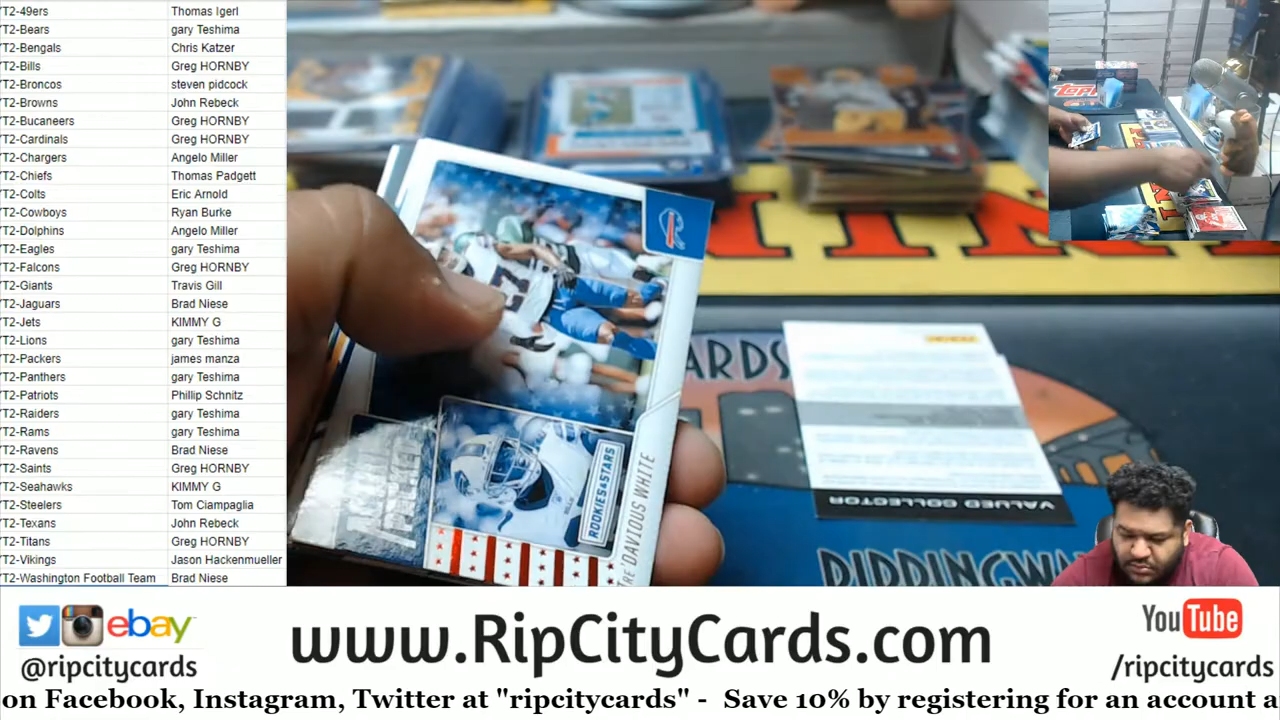 T2-49ers Thomas Igerl
T2-Bears gary Teshima
T2-Bengals Chris Katzer
T2-Bills Greg HORNBY
T2-Broncos steven pidcock
T2-Browns John Rebeck
T2-Bucaneers Greg HORNBY
T2-Cardinals Greg HORNBY
T2-Chargers Angelo Miller
T2-Chiefs Thomas Padgett
T2-Colts Eric Arnold
T2-Cowboys Ryan Burke
T2-Dolphins Angelo Miller
T2-Eagles gary Teshima
T2-Falcons Greg HORNBY
T2-Giants Travis Gill
T2-Jaguars Brad Niese
T2-Jets KIMMY G
T2-Lions gary Teshima
T2-Packers james manza
T2-Panthers gary Teshima
T2-Patriots Phillip Schnitz
T2-Raiders gary Teshima
T2-Rams gary Teshima
T2-Ravens Brad Niese
T2-Saints Greg HORNBY
T2-Seahawks KIMMY G
T2-Steelers Tom Ciampaglia
T2-Texans John Rebeck
T2-Titans Greg HORNBY
T2-Vikings Jason Hackenmueller
T2-Washington Football Team Brad Niese
TOPPS
ARDS
VALUED COLLECTOR
ROOKIES & STARS
TRE'DAVIOUS WHITE
RIPPINGWA
ebay
@ripcitycards
www.RipCityCards.com
YouTube
/ripcitycards
on Facebook, Instagram, Twitter at "ripcitycards" - Save 10% by registering for an account a